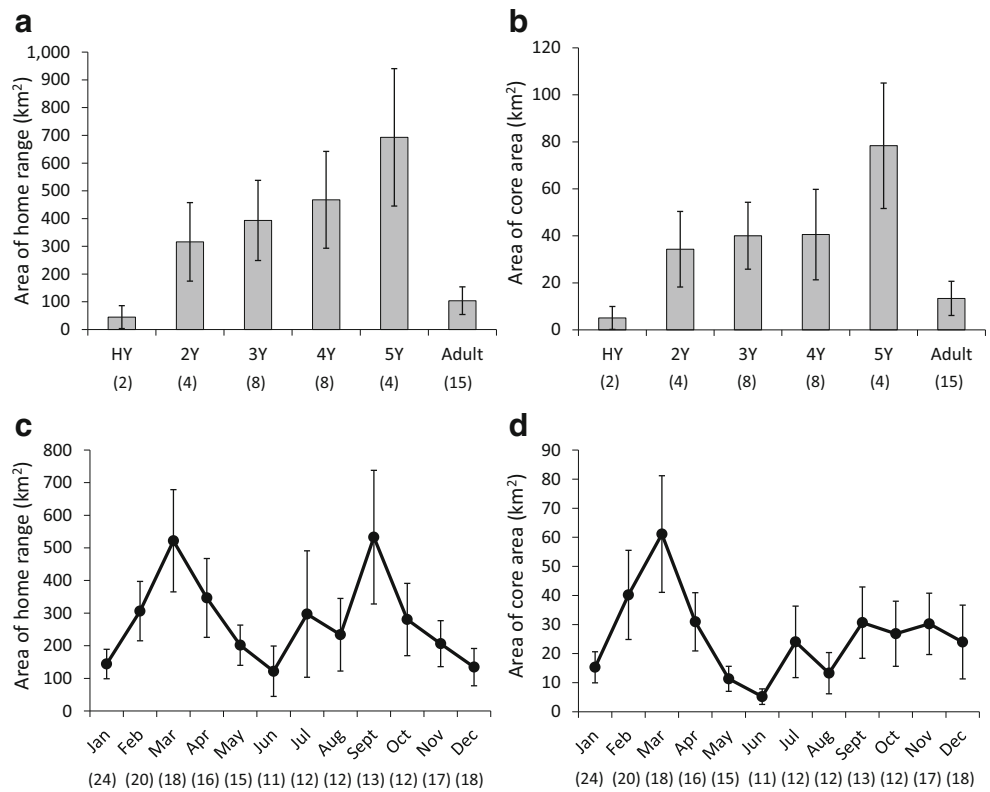 a
Area of home range (km²)
1,000
900
800
700
600
500
400
300
200
100
0
HY 2Y 3Y 4Y 5Y Adult
(2) (4) (8) (8) (4) (15)
b
Area of core area (km²)
120
100
80
60
40
20
0
HY 2Y 3Y 4Y 5Y Adult
(2) (4) (8) (8) (4) (15)
c
Area of home range (km²)
800
700
600
500
400
300
200
100
0
Jan Feb Mar Apr May Jun Jul Aug Sept Oct Nov Dec
(24) (20) (18) (16) (15) (11) (12) (12) (13) (12) (17) (18)
d
Area of core area (km²)
90
80
70
60
50
40
30
20
10
0
Jan Feb Mar Apr May Jun Jul Aug Sept Oct Nov Dec
(24) (20) (18) (16) (15) (11) (12) (12) (13) (12) (17) (18)